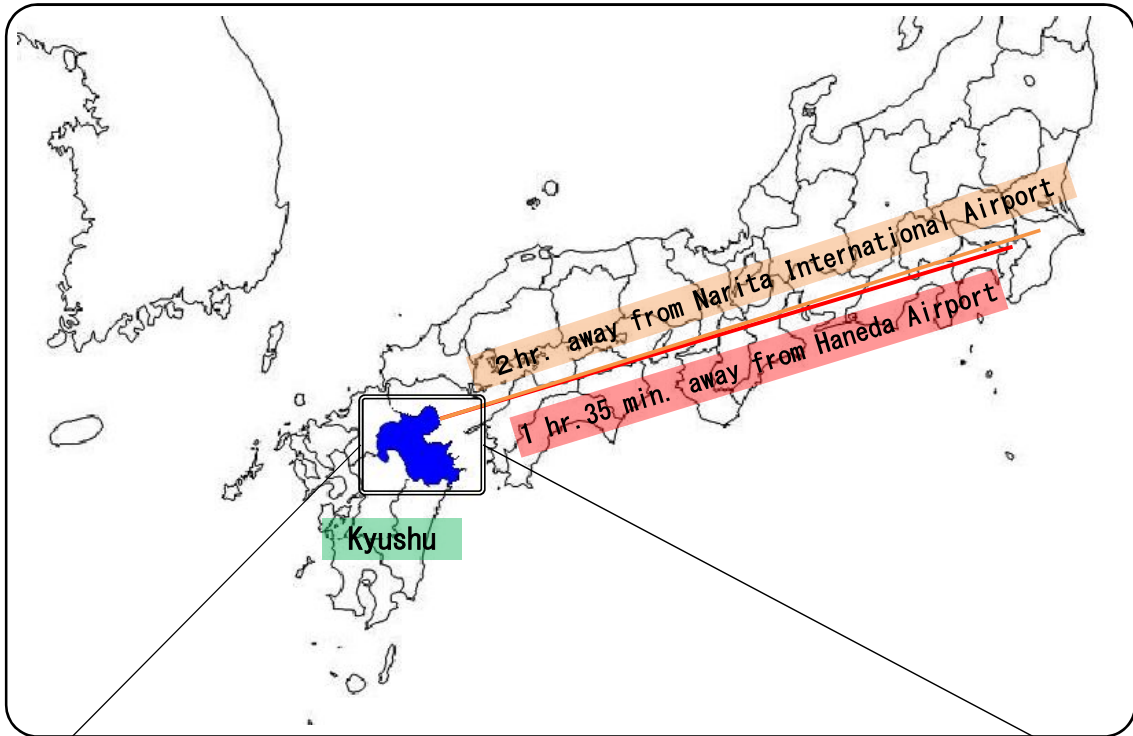 2hr. away from Narita International Airport
1 hr.35 min. away from Haneda Airport
Kyushu